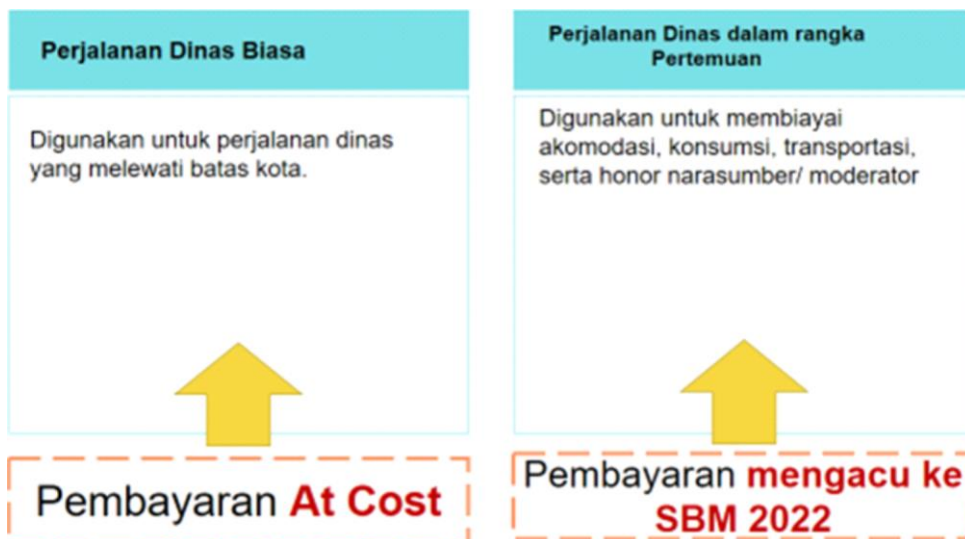 Perjalanan Dinas Biasa
Digunakan untuk perjalanan dinas
yang melewati batas kota.
Pembayaran At Cost
Perjalanan Dinas dalam rangka
Pertemuan
Digunakan untuk membiayai
akomodasi, konsumsi, transportasi,
serta honor narasumber/ moderator
Pembayaran mengacu ke
SBM 2022